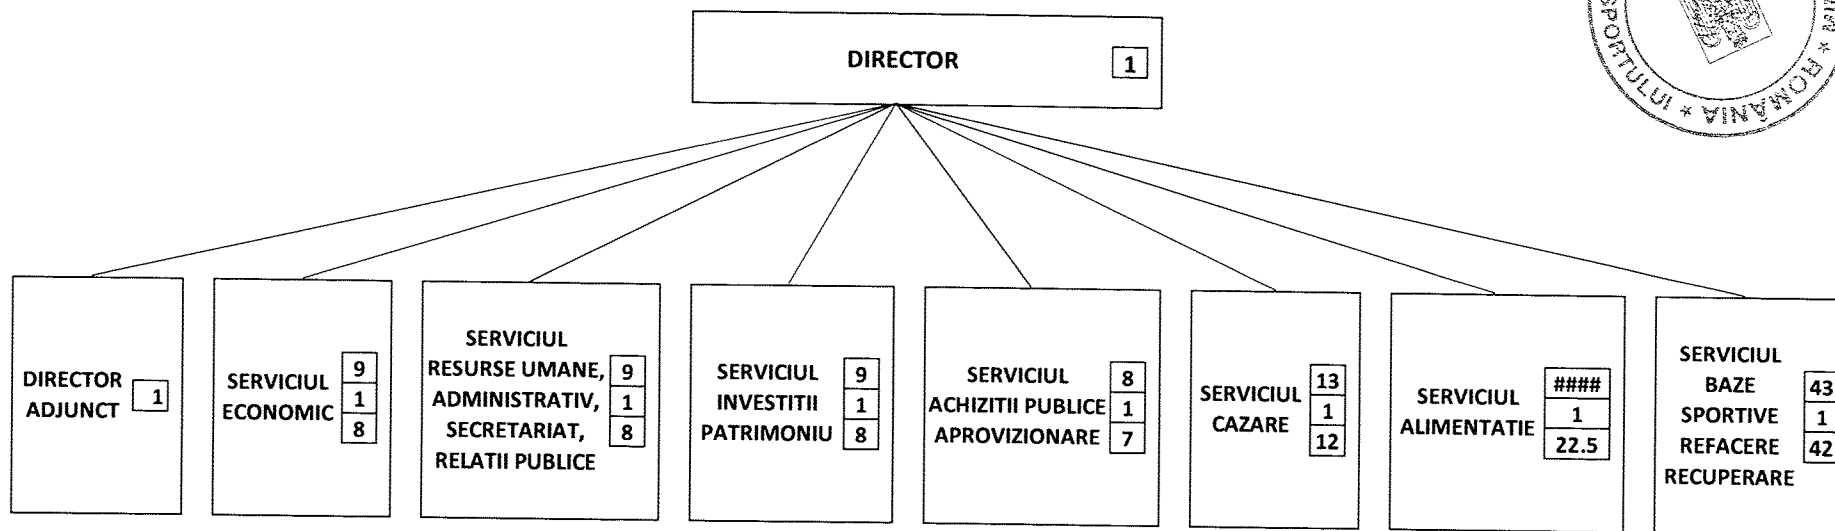 DIRECTOR 1
SPORTULUI * ROMÂNIA * MI
DIRECTOR
ADJUNCT
1
SERVICIUL
ECONOMIC
9
1
8
SERVICIUL
RESURSE UMANE,
ADMINISTRATIV,
SECRETARIAT,
RELATII PUBLICE
9
1
8
SERVICIUL
INVESTITII
PATRIMONIU
9
1
8
SERVICIUL
ACHIZITII PUBLICE
APROVIZIONARE
8
1
7
SERVICIUL
CAZARE
13
1
12
SERVICIUL
ALIMENTATIE
####
1
22.5
SERVICIUL
BAZE
SPORTIVE
REFACERE
RECUPERARE
43
1
42